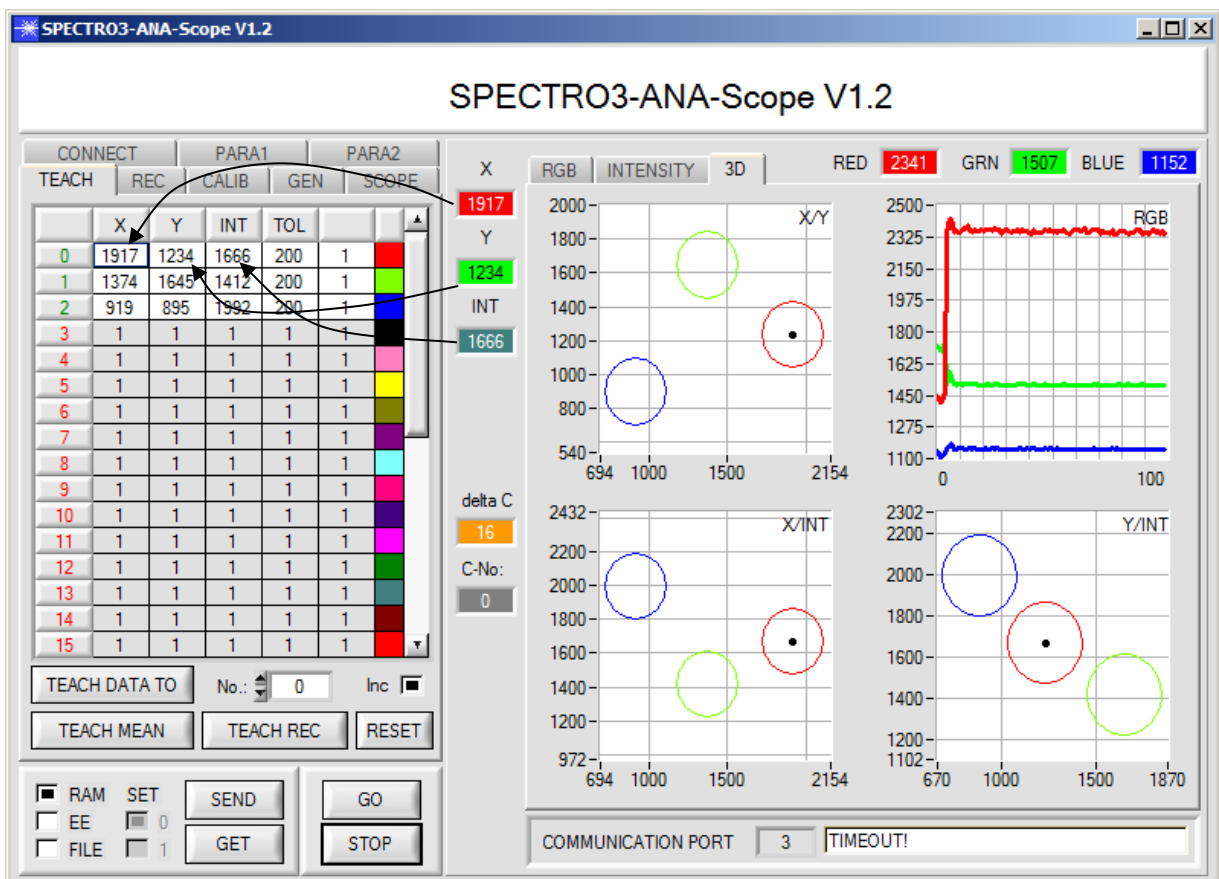 SPECTRO3-ANA-Scope V1.2
SPECTRO3-ANA-Scope V1.2
CONNECT PARA1 PARA2
TEACH REC CALIB GEN SCOPE
X Y INT TOL
0 1917 1234 1666 200 1
1 1374 1645 1412 200 1
2 919 895 1992 200 1
3 1 1 1 1 1
4 1 1 1 1 1
5 1 1 1 1 1
6 1 1 1 1 1
7 1 1 1 1 1
8 1 1 1 1 1
9 1 1 1 1 1
10 1 1 1 1 1
11 1 1 1 1 1
12 1 1 1 1 1
13 1 1 1 1 1
14 1 1 1 1 1
15 1 1 1 1 1
TEACH DATA TO No.: 0 Inc
TEACH MEAN TEACH REC RESET
RAM SET SEND GO
EE 0
FILE 1 GET STOP
X
1917
Y
1234
INT
1666
delta C
16
C-No:
0
RGB INTENSITY 3D RED 2341 GRN 1507 BLUE 1152
X/Y
2000
1800
1600
1400
1200
1000
800
540
694 1000 1500 2154
RGB
2500
2325
2150
1975
1800
1625
1450
1275
1100
0 100
X/INT
2432
2200
2000
1800
1600
1400
1200
972
694 1000 1500 2154
Y/INT
2302
2200
2000
1800
1600
1400
1200
1102
670 1000 1500 1870
COMMUNICATION PORT 3 TIMEOUT!